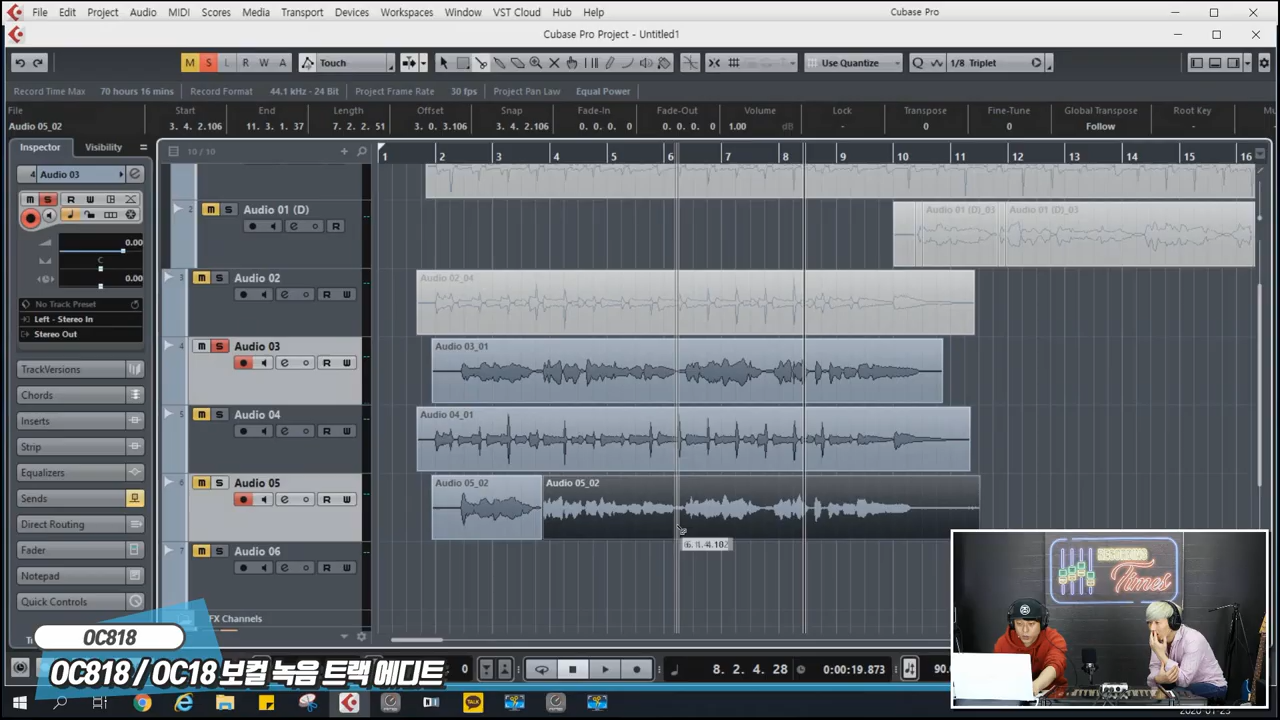 File Edit Project Audio MIDI Scores Media Transport Devices Workspaces Window VST Cloud Hub Help Cubase Pro
Cubase Pro Project - Untitled1
M S L R W A Touch Use Quantize Q 1/8 Triplet
Record Time Max 70 hours 16 mins Record Format 44.1 kHz - 24 Bit Project Frame Rate 30 fps Project Pan Law Equal Power
File Start End Length Offset Snap Fade-In Fade-Out Volume Lock Transpose Fine-Tune Global Transpose Root Key
Audio 05_02 3. 4. 2.106 11. 3. 1. 37 7. 2. 2. 51 3. 0. 3.106 3. 4. 2.106 0. 0. 0. 0 0. 0. 0. 0 1.00 dB - 0 0 Follow -
Inspector Visibility 10 / 10 1 2 3 4 5 6 7 8 9 10 11 12 13 14 15 16
4 Audio 03
M S R W
0.00
C
0.00
No Track Preset
Left - Stereo In
Stereo Out
TrackVersions
Chords
Inserts
Strip
Equalizers
Sends
Direct Routing
Fader
Notepad
Quick Controls
2 M S Audio 01 (D) Audio 01 (D)_03 Audio 01 (D)_03
e R
3 M S Audio 02 Audio 02_04
e R W
4 M S Audio 03 Audio 03_01
e R W
5 M S Audio 04 Audio 04_01
e R W
6 M S Audio 05 Audio 05_02 Audio 05_02
e R W
6. 1. 4.102
7 M S Audio 06
e R W
FX Channels
Times
OC818
OC818 / OC18 보컬 녹음 트랙 에디트
0 8. 2. 4. 28 0:00:19.873 90.
TALK